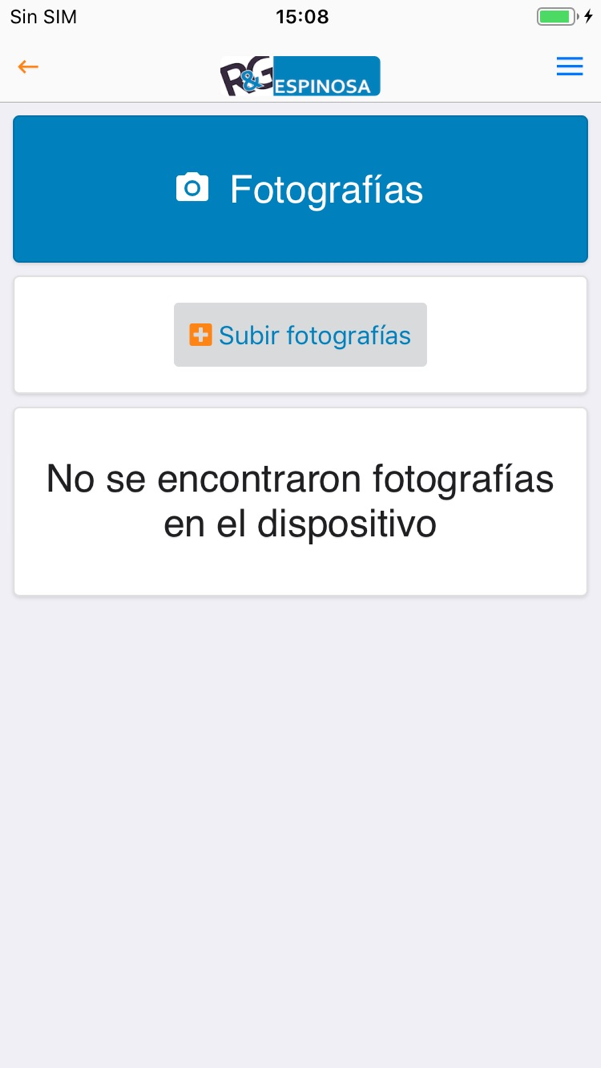 Sin SIM 15:08
R&G ESPINOSA
Fotografías
Subir fotografías
No se encontraron fotografías
en el dispositivo